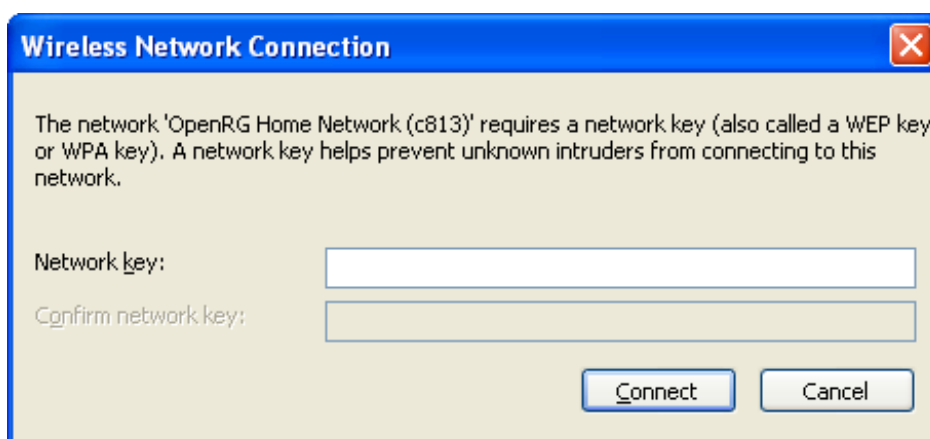 Wireless Network Connection
The network 'OpenRG Home Network (c813)' requires a network key (also called a WEP key
or WPA key). A network key helps prevent unknown intruders from connecting to this
network.
Network key:
Confirm network key:
Connect Cancel